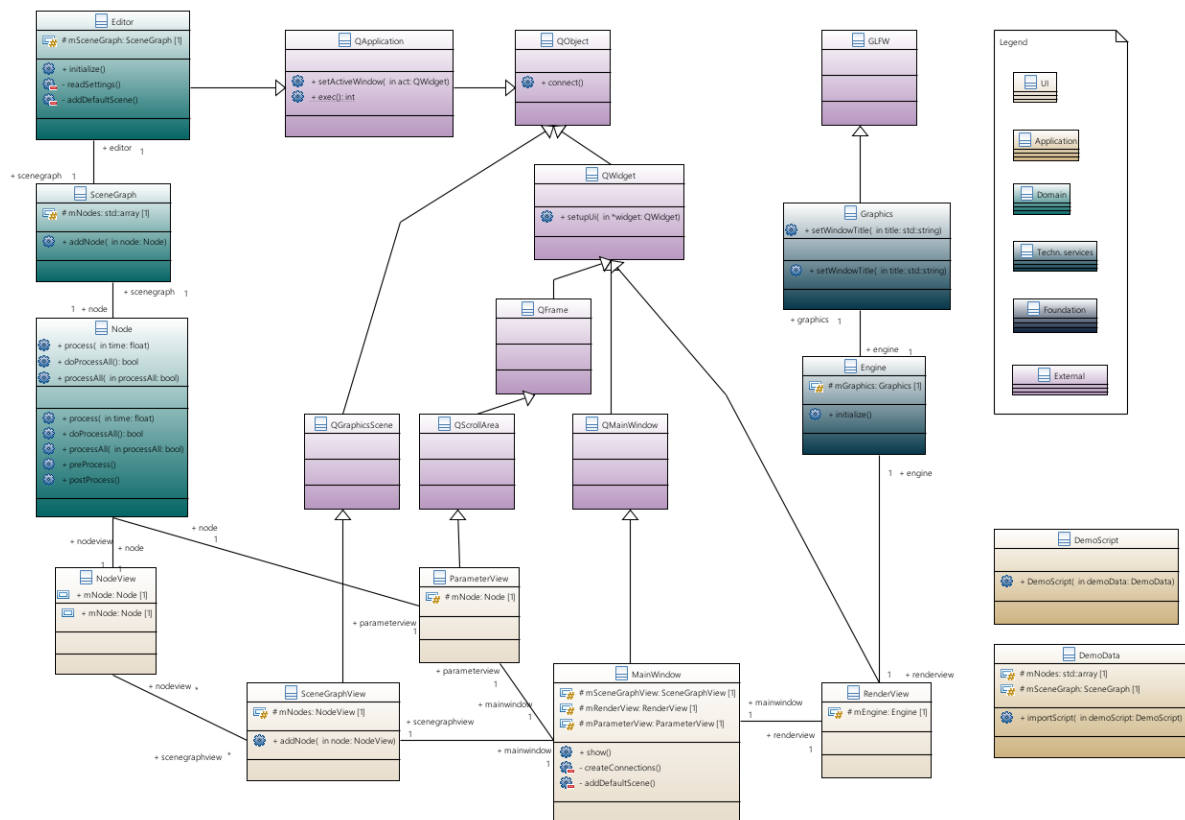 Editor
# mSceneGraph: SceneGraph [1]
+ initialize()
- readSettings()
- addDefaultScene()
QApplication
+ setActiveWindow( in act: QWidget)
+ exec(): int
QObject
+ connect()
GLFW
Legend
UI
Application
Domain
Techn. services
Foundation
External
+ editor 1
+ scenegraph 1
SceneGraph
# mNodes: std::array [1]
+ addNode( in node: Node)
+ scenegraph 1
1 + node
QWidget
+ setupUi( in *widget: QWidget)
Graphics
+ setWindowTitle( in title: std::string)
+ setWindowTitle( in title: std::string)
+ graphics 1
+ engine 1
Node
+ process( in time: float)
+ doProcessAll(): bool
+ processAll( in processAll: bool)
+ process( in time: float)
+ doProcessAll(): bool
+ processAll( in processAll: bool)
+ preProcess()
+ postProcess()
QFrame
Engine
# mGraphics: Graphics [1]
+ initialize()
1 + engine
QGraphicsScene
QScrollArea
QMainWindow
+ node
1
+ nodeview
+ node
1 1
NodeView
+ mNode: Node [1]
+ mNode: Node [1]
ParameterView
# mNode: Node [1]
+ parameterview
1
DemoScript
+ DemoScript( in demoData: DemoData)
+ parameterview
1
+ nodeview *
+ mainwindow
1
SceneGraphView
# mNodes: NodeView [1]
+ addNode( in node: NodeView)
+ scenegraphview *
+ scenegraphview
1
+ mainwindow
1
MainWindow
# mSceneGraphView: SceneGraphView [1]
# mRenderView: RenderView [1]
# mParameterView: ParameterView [1]
+ show()
- createConnections()
- addDefaultScene()
+ mainwindow
1
+ renderview
1
1 + renderview
RenderView
# mEngine: Engine [1]
DemoData
# mNodes: std::array [1]
# mSceneGraph: SceneGraph [1]
+ importScript( in demoScript: DemoScript)